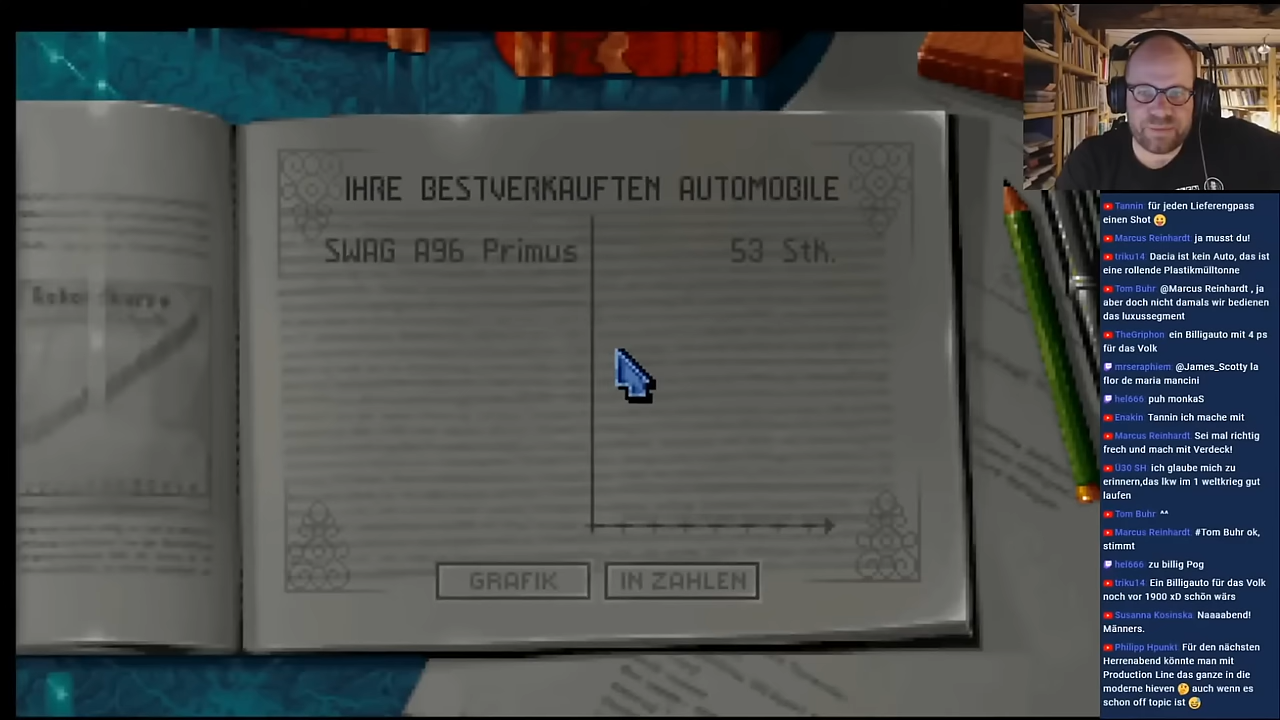 IHRE BESTVERKAUFTEN AUTOMOBILE
SWAG A96 Primus 53 Stk.
GRAFIK IN ZAHLEN
Tannin für jeden Lieferengpass
einen Shot 😛
Marcus Reinhardt ja musst du!
triku14 Dacia ist kein Auto, das ist
eine rollende Plastikmülltonne
Tom Buhr @Marcus Reinhardt , ja
aber doch nicht damals wir bedienen
das luxussegment
TheGriphon ein Billigauto mit 4 ps
für das Volk
mrseraphiem: @James_Scotty la
flor de maria mancini
hel666 puh monkaS
Enakin Tannin ich mache mit
Marcus Reinhardt Sei mal richtig
frech und mach mit Verdeck!
Ü30 SH ich glaube mich zu
erinnern,das lkw im 1 weltkrieg gut
laufen
Tom Buhr ^^
Marcus Reinhardt #Tom Buhr ok,
stimmt
hel666 zu billig Pog
triku14 Ein Billigauto für das Volk
noch vor 1900 xD schön wärs
Susanna Kosinska Naaaabend!
Männers.
Philipp Hpunkt Für den nächsten
Herrenabend könnte man mit
Production Line das ganze in die
moderne hieven 🤔 auch wenn es
schon off topic ist 😅